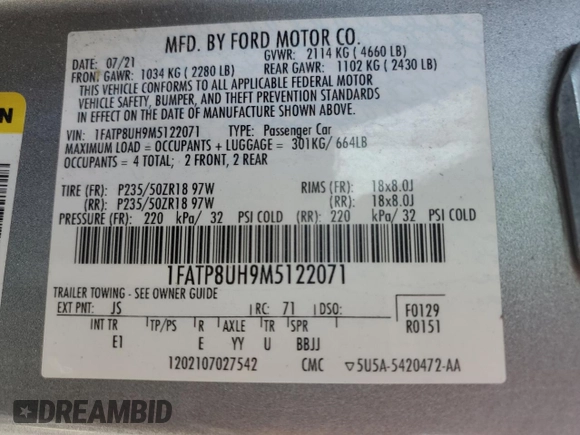 MFD. BY FORD MOTOR CO.
DATE: 07/21 GVWR: 2114 KG ( 4660 LB)
FRONT GAWR: 1034 KG ( 2280 LB) REAR GAWR: 1102 KG ( 2430 LB)
THIS VEHICLE CONFORMS TO ALL APPLICABLE FEDERAL MOTOR
VEHICLE SAFETY, BUMPER, AND THEFT PREVENTION STANDARDS
IN EFFECT ON THE DATE OF MANUFACTURE SHOWN ABOVE.
VIN: 1FATP8UH9M5122071 TYPE: Passenger Car
MAXIMUM LOAD = OCCUPANTS + LUGGAGE = 301KG/ 664LB
OCCUPANTS = 4 TOTAL; 2 FRONT, 2 REAR
TIRE (FR): P235/50ZR18 97W RIMS (FR): 18x8.0J
(RR): P235/50ZR18 97W (RR): 18x8.0J
PRESSURE (FR): 220 kPa/ 32 PSI COLD (RR): 220 kPa/ 32 PSI COLD
1FATP8UH9M5122071
TRAILER TOWING - SEE OWNER GUIDE
EXT PNT: JS RC: 71 DSO: F0129
INT TR TP/PS R AXLE TR SPR R0151
E1 E YY U BBJJ
1202107027542 CMC ▽5U5A-5420472-AA
DREAMBID